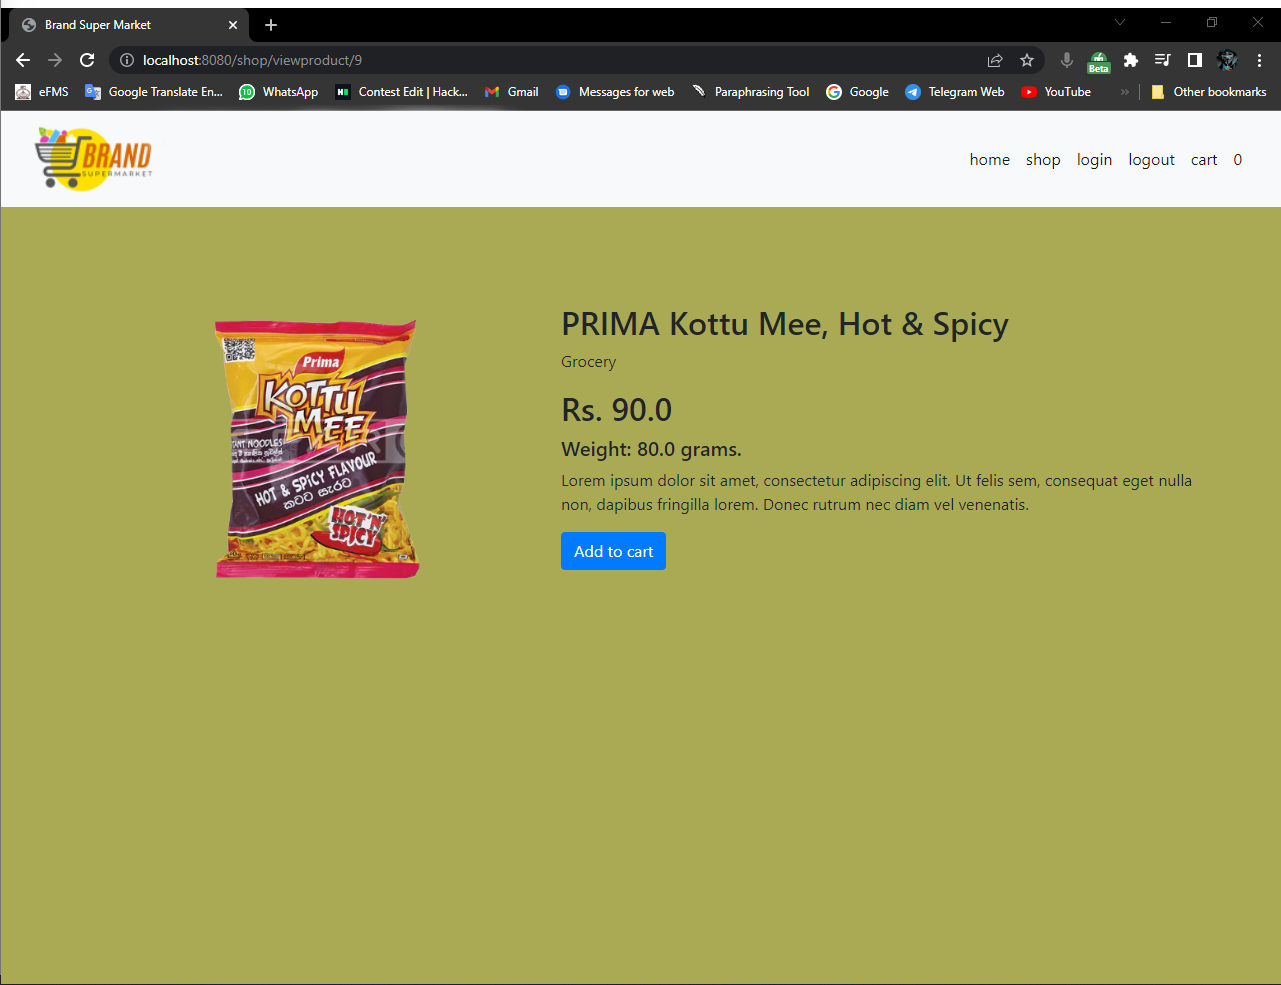 Brand Super Market
localhost:8080/shop/viewproduct/9
Beta
eFMS
Google Translate En...
WhatsApp
Contest Edit | Hack...
Gmail
Messages for web
Paraphrasing Tool
Google
Telegram Web
YouTube
Other bookmarks
BRAND
SUPERMARKET
home shop login logout cart 0
PRIMA Kottu Mee, Hot & Spicy
Grocery
Rs. 90.0
Weight: 80.0 grams.
Lorem ipsum dolor sit amet, consectetur adipiscing elit. Ut felis sem, consequat eget nulla
non, dapibus fringilla lorem. Donec rutrum nec diam vel venenatis.
Add to cart
Prima
KOTTU
MEE
NOODLES
HOT & SPICY FLAVOUR
කටට සැරට
HOT'N'
SPICY